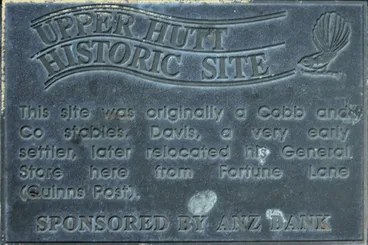 UPPER HUTT
HISTORIC SITE
This site was originally a Cobb and
Co stables. Davis, a very early
settler, later relocated his General
Store here from Fortune Lane
(Quinns Post).
SPONSORED BY ANZ BANK